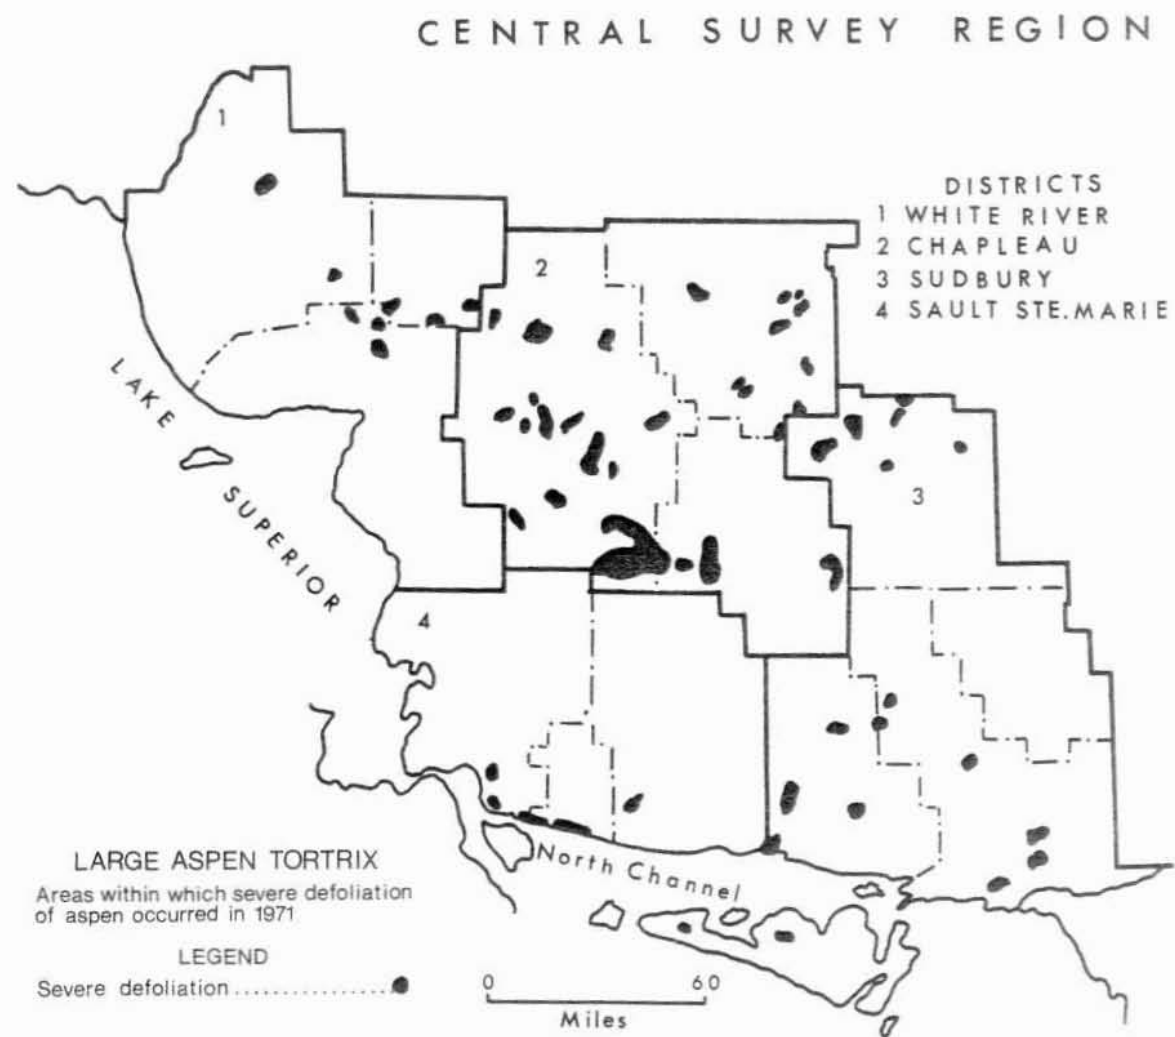 CENTRAL SURVEY REGION
1
DISTRICTS
1 WHITE RIVER
2 CHAPLEAU
3 SUDBURY
4 SAULT STE. MARIE
2
LAKE SUPERIOR
3
4
North Channel
LARGE ASPEN TORTRIX
Areas within which severe defoliation
of aspen occurred in 1971
LEGEND
Severe defoliation..................
0 60
Miles